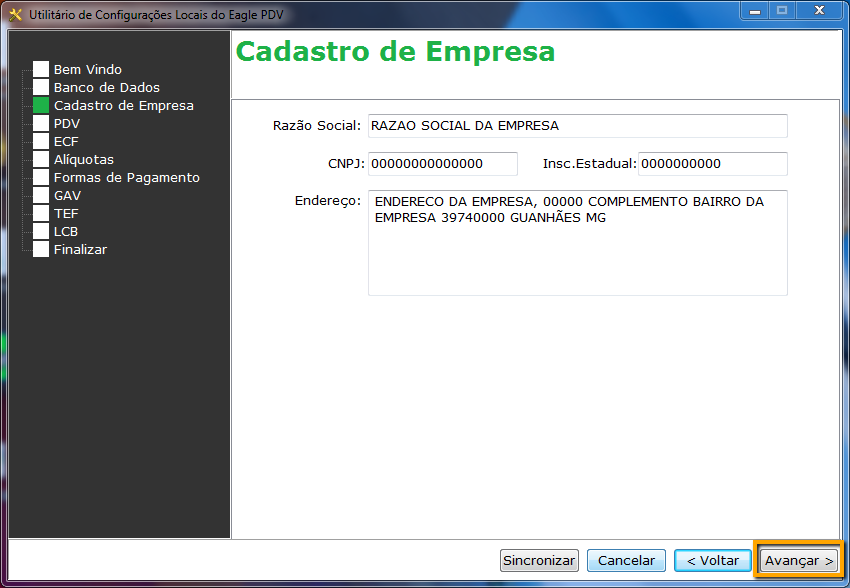 Utilitário de Configurações Locais do Eagle PDV
Bem Vindo
Banco de Dados
Cadastro de Empresa
PDV
ECF
Alíquotas
Formas de Pagamento
GAV
TEF
LCB
Finalizar
Cadastro de Empresa
Razão Social: RAZAO SOCIAL DA EMPRESA
CNPJ: 00000000000000 Insc.Estadual: 0000000000
Endereço: ENDERECO DA EMPRESA, 00000 COMPLEMENTO BAIRRO DA
EMPRESA 39740000 GUANHÃES MG
Sincronizar Cancelar < Voltar Avançar >